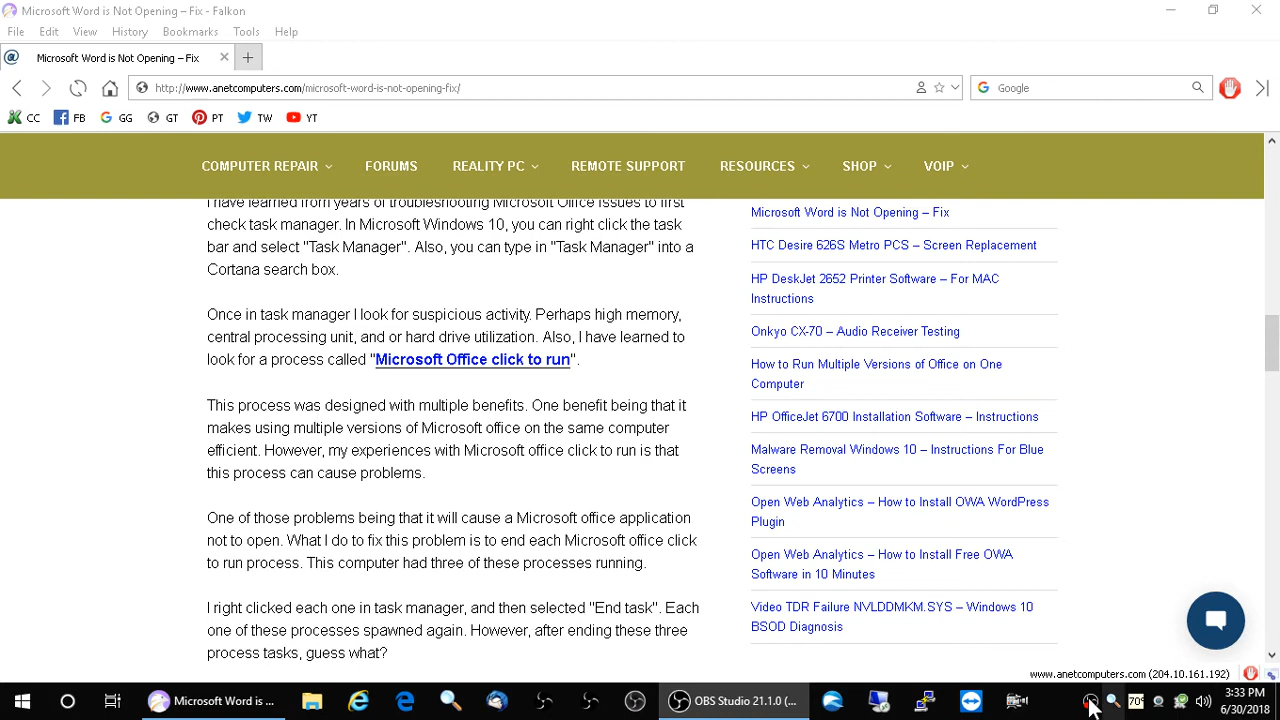 Microsoft Word is Not Opening – Fix - Falkon
File Edit View History Bookmarks Tools Help
Microsoft Word is Not Opening – Fix
http://www.anetcomputers.com/microsoft-word-is-not-opening-fix/
Google
CC FB GG GT PT TW YT
COMPUTER REPAIR FORUMS REALITY PC REMOTE SUPPORT RESOURCES SHOP VOIP
I have learned from years of troubleshooting Microsoft Office issues to first
check task manager. In Microsoft Windows 10, you can right click the task
bar and select "Task Manager". Also, you can type in "Task Manager" into a
Cortana search box.
Once in task manager I look for suspicious activity. Perhaps high memory,
central processing unit, and or hard drive utilization. Also, I have learned to
look for a process called "Microsoft Office click to run".
This process was designed with multiple benefits. One benefit being that it
makes using multiple versions of Microsoft office on the same computer
efficient. However, my experiences with Microsoft office click to run is that
this process can cause problems.
One of those problems being that it will cause a Microsoft office application
not to open. What I do to fix this problem is to end each Microsoft office click
to run process. This computer had three of these processes running.
I right clicked each one in task manager, and then selected "End task". Each
one of these processes spawned again. However, after ending these three
process tasks, guess what?
Microsoft Word is Not Opening – Fix
HTC Desire 626S Metro PCS – Screen Replacement
HP DeskJet 2652 Printer Software – For MAC
Instructions
Onkyo CX-70 – Audio Receiver Testing
How to Run Multiple Versions of Office on One
Computer
HP OfficeJet 6700 Installation Software – Instructions
Malware Removal Windows 10 – Instructions For Blue
Screens
Open Web Analytics – How to Install OWA WordPress
Plugin
Open Web Analytics – How to Install Free OWA
Software in 10 Minutes
Video TDR Failure NVLDDMKM.SYS – Windows 10
BSOD Diagnosis
www.anetcomputers.com (204.10.161.192)
Microsoft Word is ...
OBS Studio 21.1.0 (...
70°
3:33 PM
6/30/2018